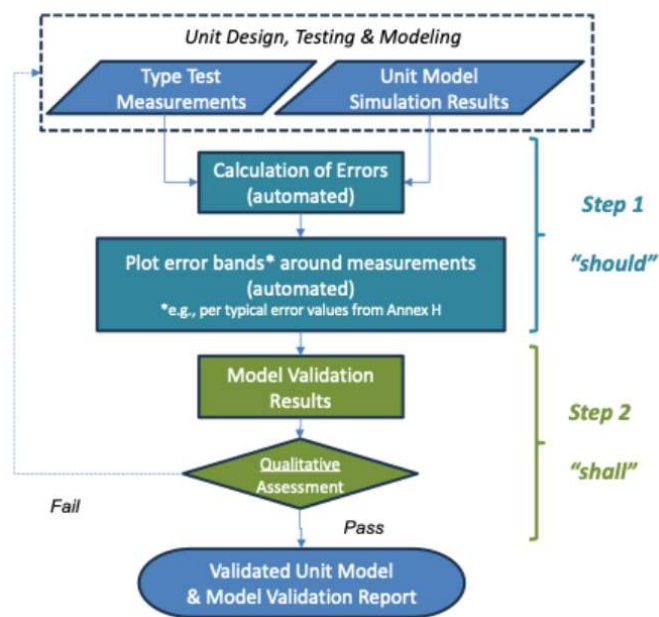 Unit Design, Testing & Modeling
Type Test
Measurements
Unit Model
Simulation Results
Calculation of Errors
(automated)
Step 1
"should"
Plot error bands* around measurements
(automated)
*e.g., per typical error values from Annex H
Model Validation
Results
Step 2
"shall"
Qualitative
Assessment
Fail
Pass
Validated Unit Model
& Model Validation Report